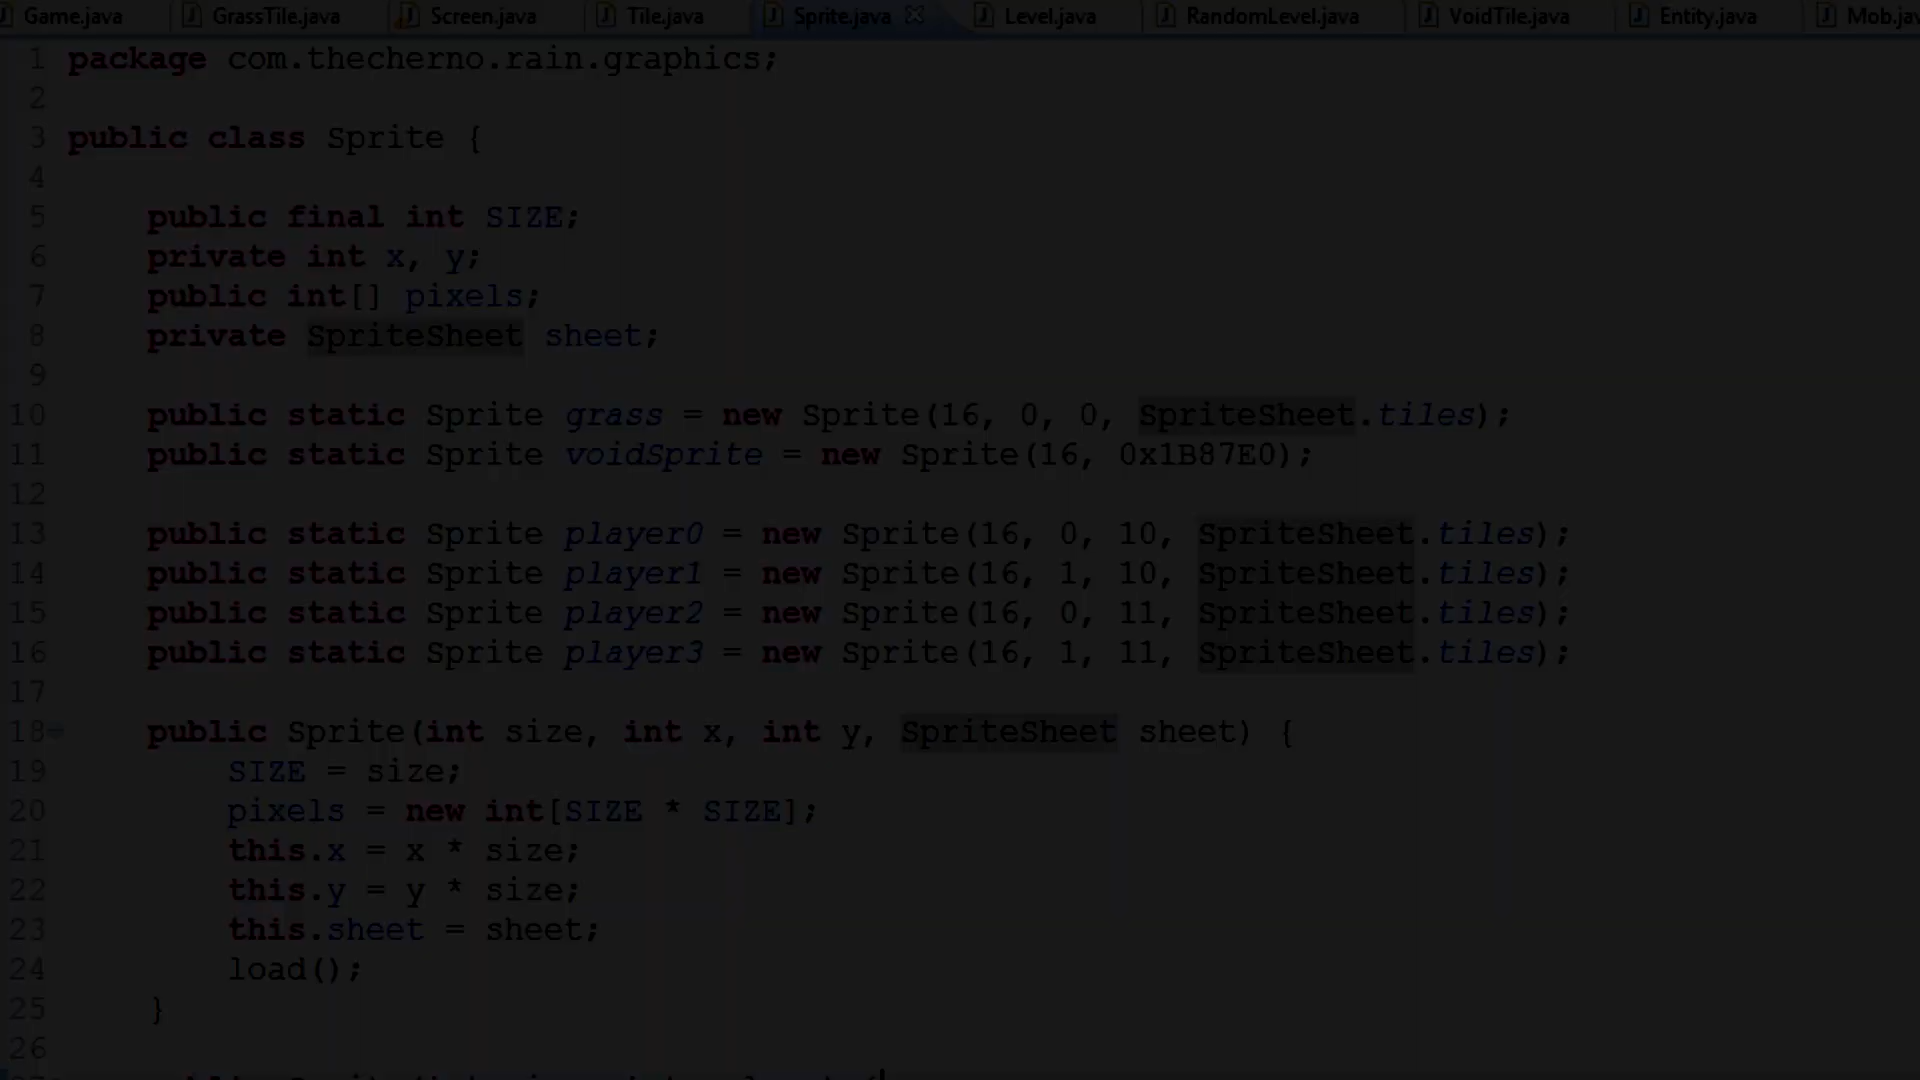 Game.java GrassTile.java Screen.java Tile.java Sprite.java Level.java RandomLevel.java VoidTile.java Entity.java Mob.jav
1 package com.thecherno.rain.graphics;
2
3 public class Sprite {
4
5 public final int SIZE;
6 private int x, y;
7 public int[] pixels;
8 private SpriteSheet sheet;
9
10 public static Sprite grass = new Sprite(16, 0, 0, SpriteSheet.tiles);
11 public static Sprite voidSprite = new Sprite(16, 0x1B87E0);
12
13 public static Sprite player0 = new Sprite(16, 0, 10, SpriteSheet.tiles);
14 public static Sprite player1 = new Sprite(16, 1, 10, SpriteSheet.tiles);
15 public static Sprite player2 = new Sprite(16, 0, 11, SpriteSheet.tiles);
16 public static Sprite player3 = new Sprite(16, 1, 11, SpriteSheet.tiles);
17
18 public Sprite(int size, int x, int y, SpriteSheet sheet) {
19 SIZE = size;
20 pixels = new int[SIZE * SIZE];
21 this.x = x * size;
22 this.y = y * size;
23 this.sheet = sheet;
24 load();
25 }
26